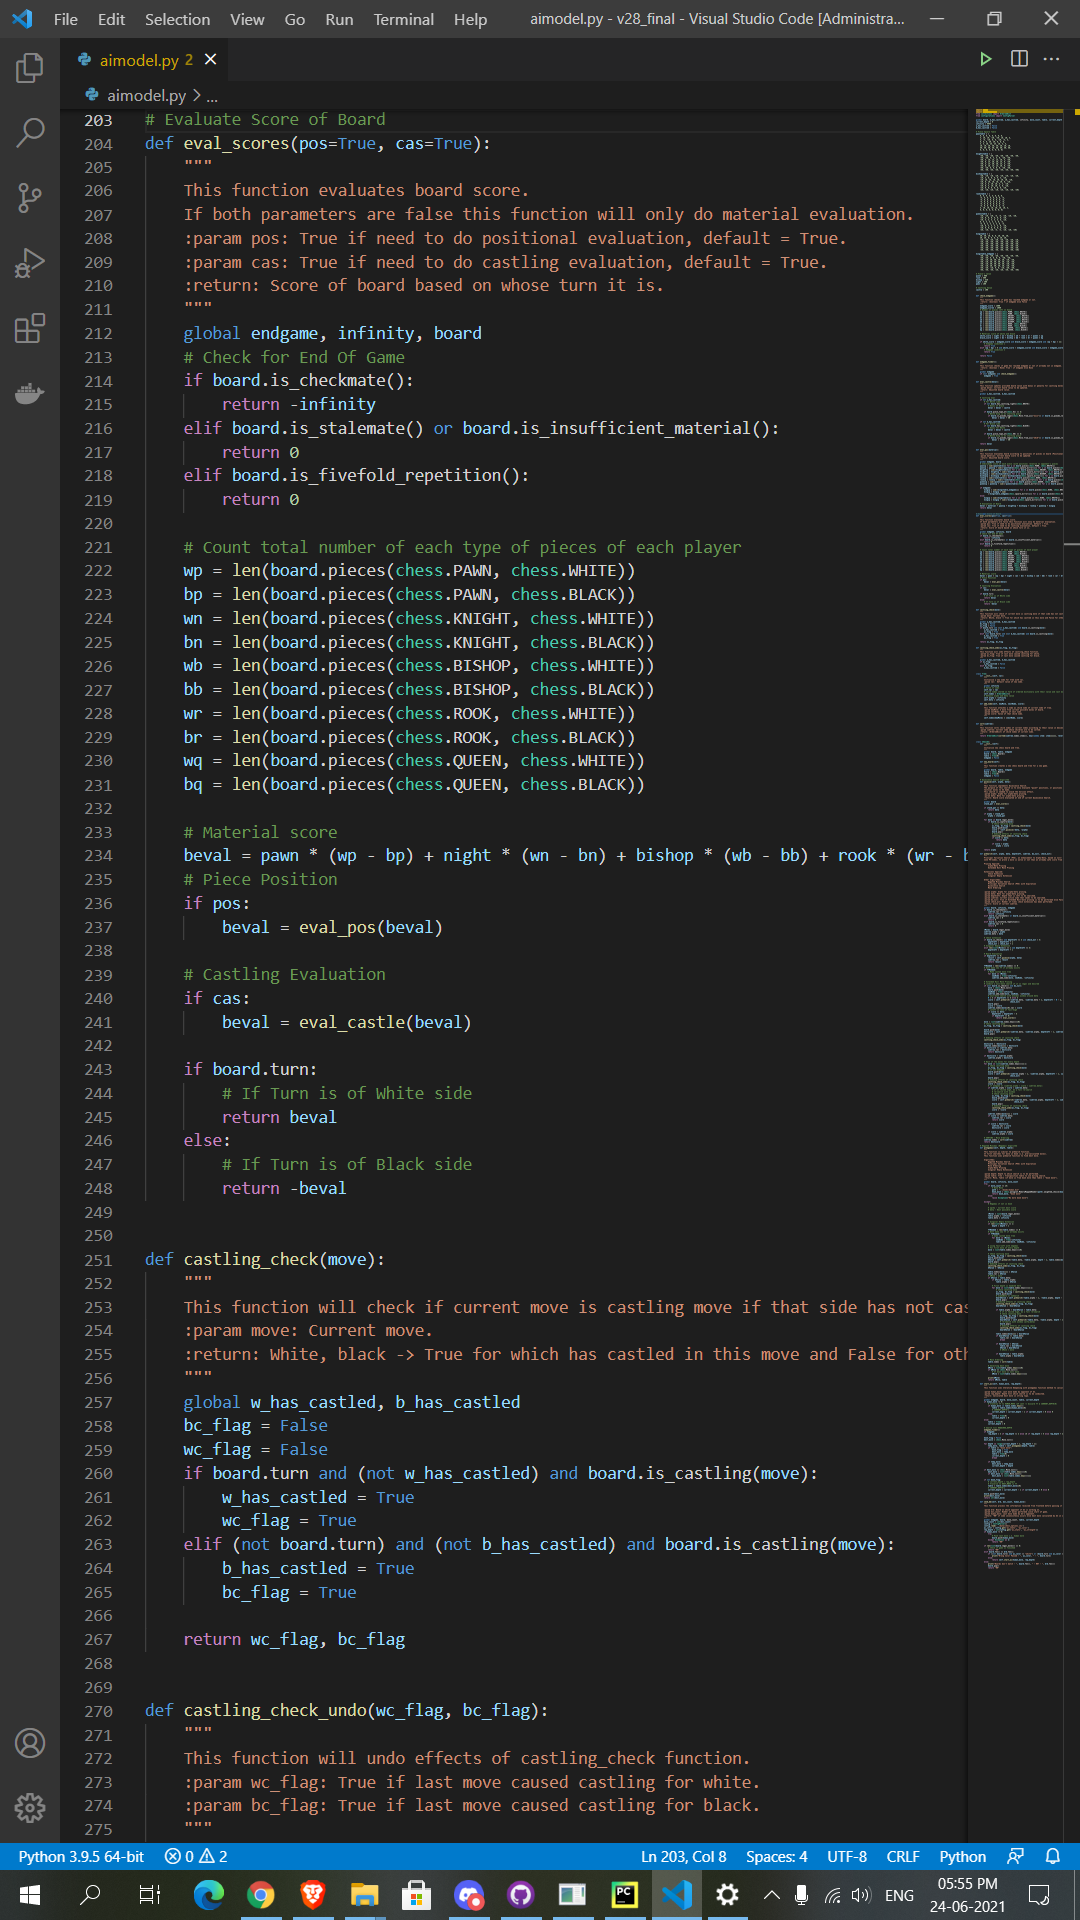 File Edit Selection View Go Run Terminal Help aimodel.py - v28_final - Visual Studio Code [Administra...
aimodel.py 2
aimodel.py > ...
203 # Evaluate Score of Board
204 def eval_scores(pos=True, cas=True):
205 """
206 This function evaluates board score.
207 If both parameters are false this function will only do material evaluation.
208 :param pos: True if need to do positional evaluation, default = True.
209 :param cas: True if need to do castling evaluation, default = True.
210 :return: Score of board based on whose turn it is.
211 """
212 global endgame, infinity, board
213 # Check for End Of Game
214 if board.is_checkmate():
215 return -infinity
216 elif board.is_stalemate() or board.is_insufficient_material():
217 return 0
218 elif board.is_fivefold_repetition():
219 return 0
220
221 # Count total number of each type of pieces of each player
222 wp = len(board.pieces(chess.PAWN, chess.WHITE))
223 bp = len(board.pieces(chess.PAWN, chess.BLACK))
224 wn = len(board.pieces(chess.KNIGHT, chess.WHITE))
225 bn = len(board.pieces(chess.KNIGHT, chess.BLACK))
226 wb = len(board.pieces(chess.BISHOP, chess.WHITE))
227 bb = len(board.pieces(chess.BISHOP, chess.BLACK))
228 wr = len(board.pieces(chess.ROOK, chess.WHITE))
229 br = len(board.pieces(chess.ROOK, chess.BLACK))
230 wq = len(board.pieces(chess.QUEEN, chess.WHITE))
231 bq = len(board.pieces(chess.QUEEN, chess.BLACK))
232
233 # Material score
234 beval = pawn * (wp - bp) + night * (wn - bn) + bishop * (wb - bb) + rook * (wr - b
235 # Piece Position
236 if pos:
237 beval = eval_pos(beval)
238
239 # Castling Evaluation
240 if cas:
241 beval = eval_castle(beval)
242
243 if board.turn:
244 # If Turn is of White side
245 return beval
246 else:
247 # If Turn is of Black side
248 return -beval
249
250
251 def castling_check(move):
252 """
253 This function will check if current move is castling move if that side has not cas
254 :param move: Current move.
255 :return: White, black -> True for which has castled in this move and False for oth
256 """
257 global w_has_castled, b_has_castled
258 bc_flag = False
259 wc_flag = False
260 if board.turn and (not w_has_castled) and board.is_castling(move):
261 w_has_castled = True
262 wc_flag = True
263 elif (not board.turn) and (not b_has_castled) and board.is_castling(move):
264 b_has_castled = True
265 bc_flag = True
266
267 return wc_flag, bc_flag
268
269
270 def castling_check_undo(wc_flag, bc_flag):
271 """
272 This function will undo effects of castling_check function.
273 :param wc_flag: True if last move caused castling for white.
274 :param bc_flag: True if last move caused castling for black.
275 """
Python 3.9.5 64-bit 0 2 Ln 203, Col 8 Spaces: 4 UTF-8 CRLF Python
PC ENG 05:55 PM
24-06-2021